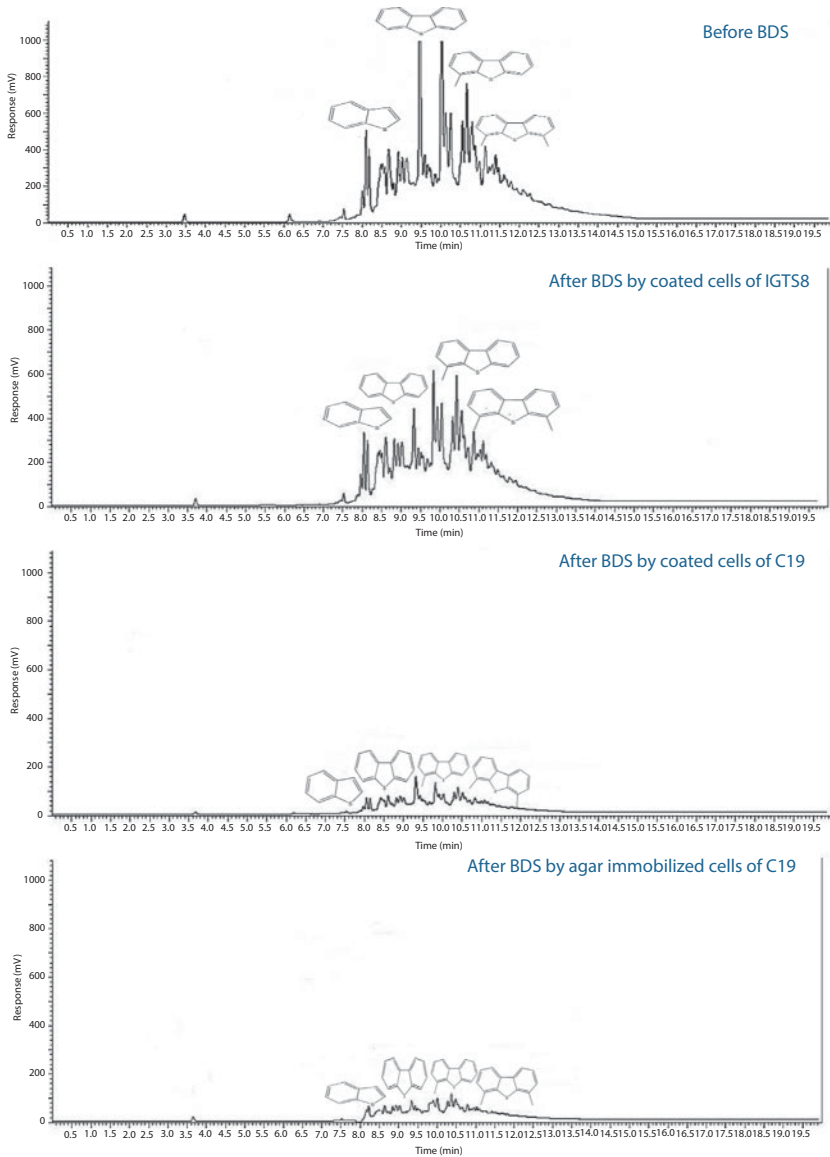 Before BDS
1000
800
600
400
200
0
Response (mV)
0.5 1.0 1.5 2.0 2.5 3.0 3.5 4.0 4.5 5.0 5.5 6.0 6.5 7.0 7.5 8.0 8.5 9.0 9.5 10.0 10.5 11.0 11.5 12.0 12.5 13.0 13.5 14.0 14.5 15.0 15.5 16.0 16.5 17.0 17.5 18.0 18.5 19.0 19.5
Time (min)
After BDS by coated cells of IGTS8
1000
800
600
400
200
0
Response (mV)
0.5 1.0 1.5 2.0 2.5 3.0 3.5 4.0 4.5 5.0 5.5 6.0 6.5 7.0 7.5 8.0 8.5 9.0 9.5 10.0 10.5 11.0 11.5 12.0 12.5 13.0 13.5 14.0 14.5 15.0 15.5 16.0 16.5 17.0 17.5 18.0 18.5 19.0 19.5
Time (min)
After BDS by coated cells of C19
1000
800
600
400
200
0
Response (mV)
0.5 1.0 1.5 2.0 2.5 3.0 3.5 4.0 4.5 5.0 5.5 6.0 6.5 7.0 7.5 8.0 8.5 9.0 9.5 10.0 10.5 11.0 11.5 12.0 12.5 13.0 13.5 14.0 14.5 15.0 15.5 16.0 16.5 17.0 17.5 18.0 18.5 19.0 19.5
Time (min)
After BDS by agar immobilized cells of C19
1000
800
600
400
200
0
Response (mV)
0.5 1.0 1.5 2.0 2.5 3.0 3.5 4.0 4.5 5.0 5.5 6.0 6.5 7.0 7.5 8.0 8.5 9.0 9.5 10.0 10.5 11.0 11.5 12.0 12.5 13.0 13.5 14.0 14.5 15.0 15.5 16.0 16.5 17.0 17.5 18.0 18.5 19.0 19.5
Time (min)